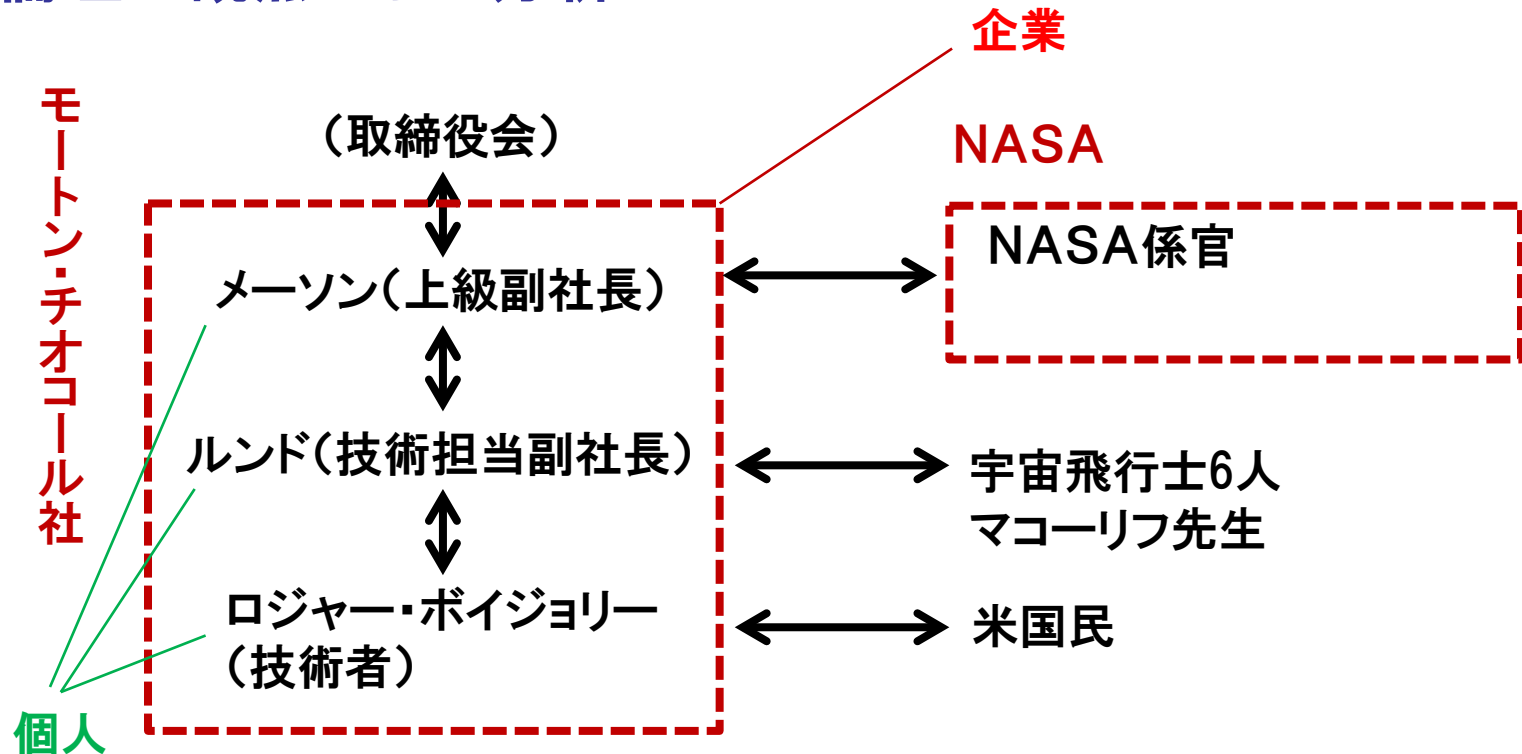 企業
モートン・チオコール社
(取締役会)
NASA
NASA係官
メーソン(上級副社長)
ルンド(技術担当副社長)
宇宙飛行士6人
マコーリフ先生
ロジャー・ボイジョリー
(技術者)
米国民
個人